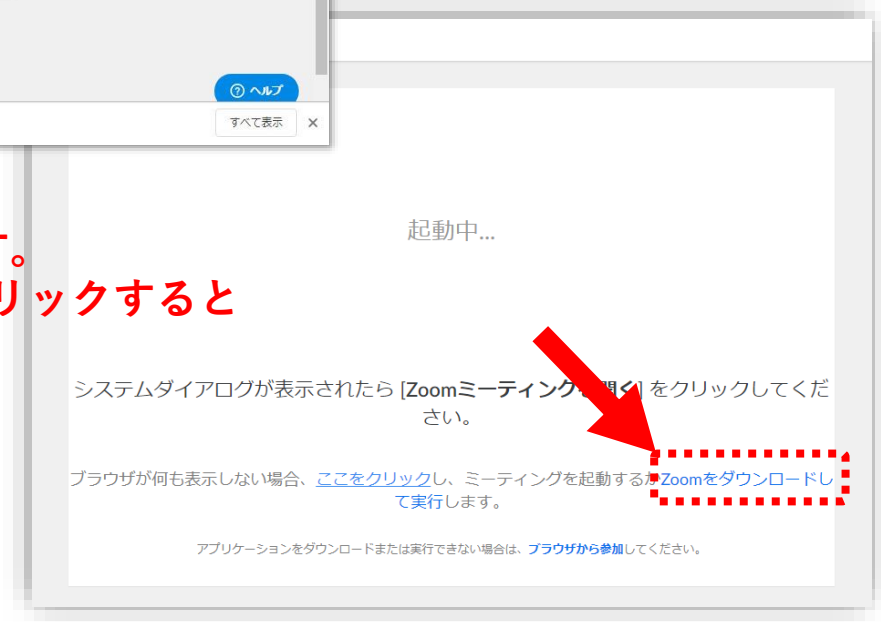 ヘルプ
すべて表示
起動中...
す。
リックすると
システムダイアログが表示されたら [Zoomミーティングを開く] をクリックしてくだ
さい。
ブラウザが何も表示しない場合、ここをクリックし、ミーティングを起動するかZoomをダウンロードし
て実行します。
アプリケーションをダウンロードまたは実行できない場合は、ブラウザから参加してください。